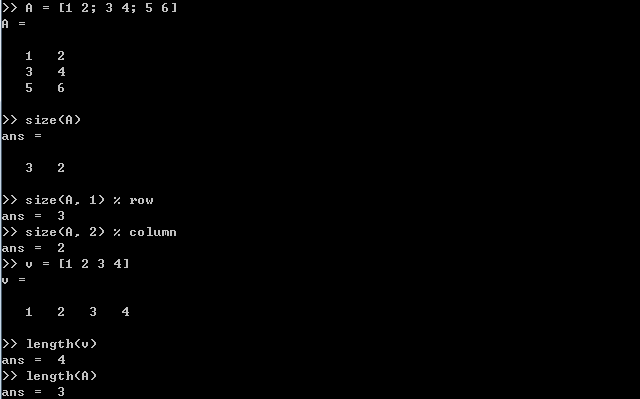 >> A = [1 2; 3 4; 5 6]
A =
1 2
3 4
5 6
>> size(A)
ans =
3 2
>> size(A, 1) % row
ans = 3
>> size(A, 2) % column
ans = 2
>> v = [1 2 3 4]
v =
1 2 3 4
>> length(v)
ans = 4
>> length(A)
ans = 3